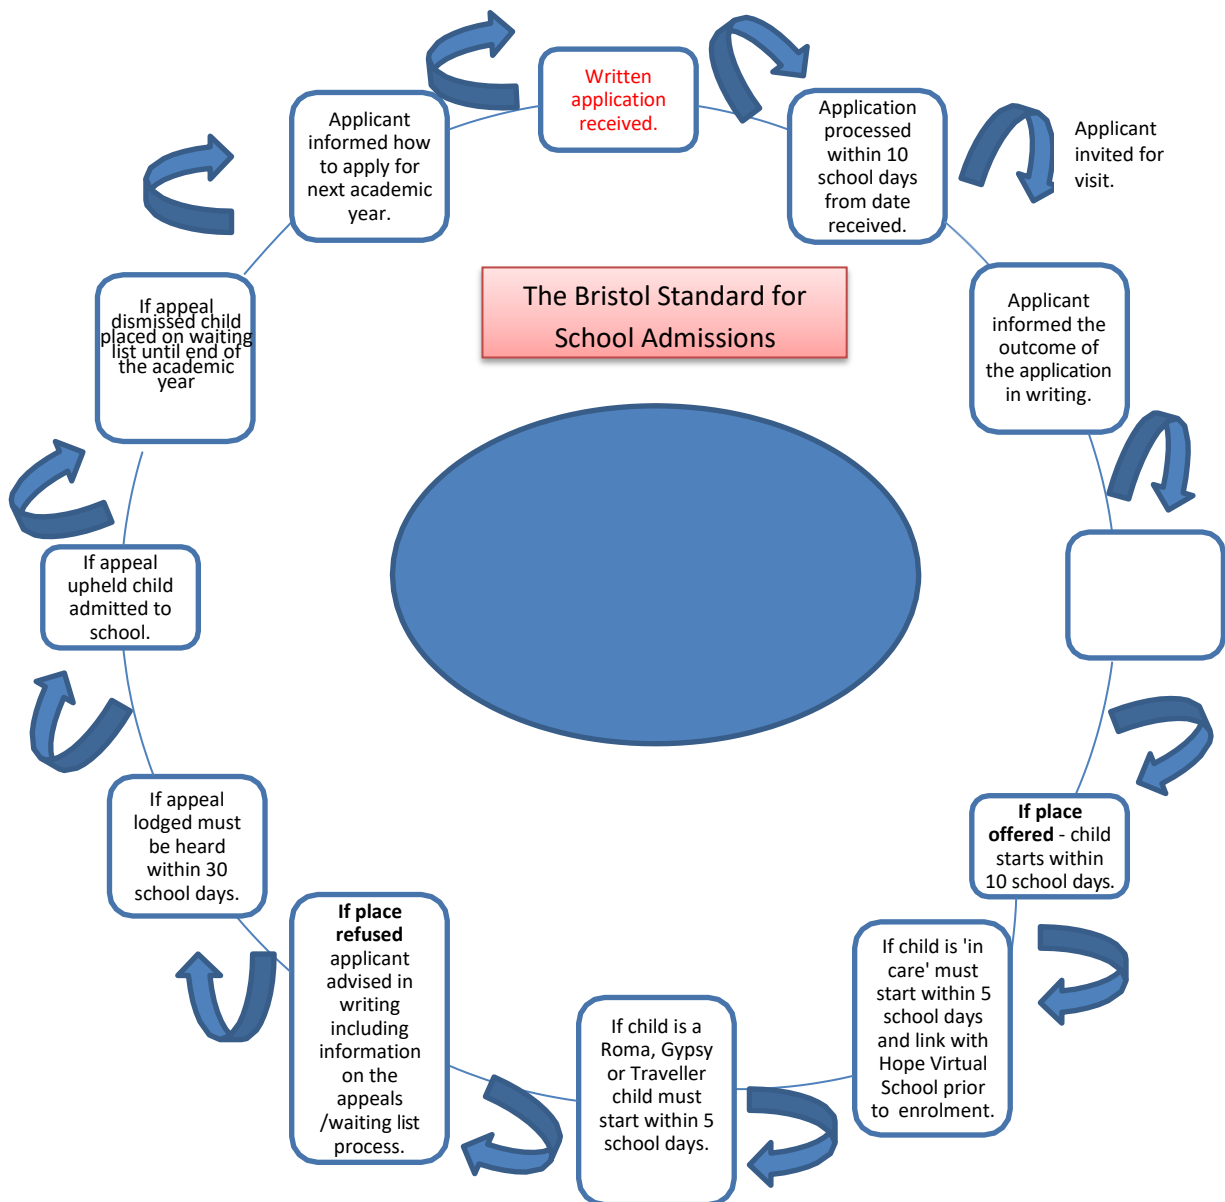 Written
application
received.
Application
processed
within 10
school days
from date
received.
Applicant
invited for
visit.
Applicant
informed the
outcome of
the application
in writing.
If place
offered - child
starts within
10 school days.
If child is 'in
care' must
start within 5
school days
and link with
Hope Virtual
School prior
to enrolment.
If child is a
Roma, Gypsy
or Traveller
child must
start within 5
school days.
If place
refused
applicant
advised in
writing
including
information
on the
appeals
/waiting list
process.
If appeal
lodged must
be heard
within 30
school days.
If appeal
upheld child
admitted to
school.
If appeal
dismissed child
placed on waiting
list until end of
the academic
year
Applicant
informed how
to apply for
next academic
year.
The Bristol Standard for
School Admissions